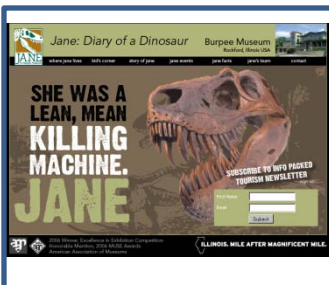 JANE
Jane: Diary of a Dinosaur
Burpee Museum
Rockford, Illinois USA
where jane lives kid's corner story of jane jane events jane facts jane's team contact
SHE WAS A
LEAN, MEAN
KILLING
MACHINE.
JANE
SUBSCRIBE TO INFO PACKED
TOURISM NEWSLETTER
First Name
Email
Submit
2006 Winner, Excellence in Exhibition Competition
Honorable Mention, 2006 MUSE Awards
American Association of Museums
ILLINOIS. MILE AFTER MAGNIFICENT MILE.